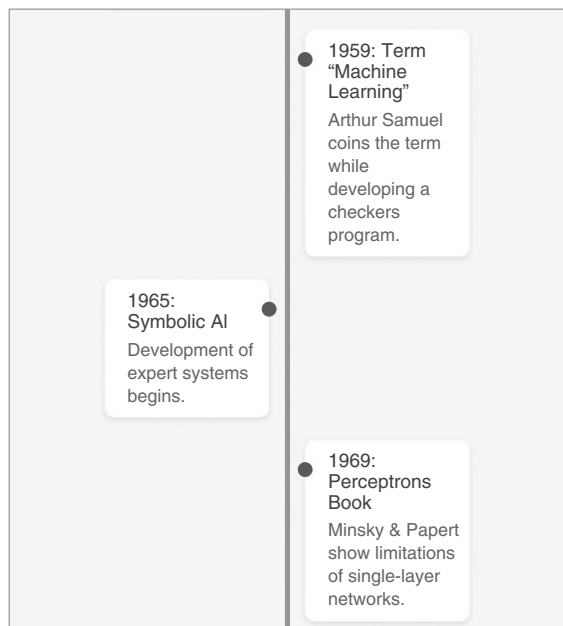 1959: Term
“Machine
Learning”
Arthur Samuel
coins the term
while
developing a
checkers
program.
1965:
Symbolic AI
Development of
expert systems
begins.
1969:
Perceptrons
Book
Minsky & Papert
show limitations
of single-layer
networks.